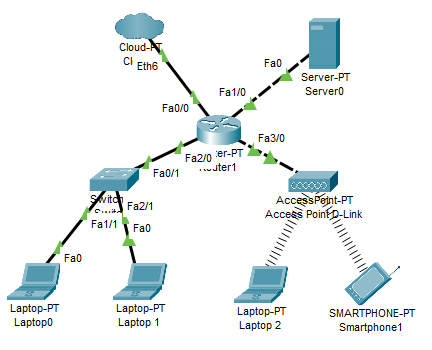 Cloud-PT
Cl
Eth6
Fa0
Server-PT
Server0
Fa1/0
Fa0/0
Fa3/0
Fa2/0
er-PT
Router1
Fa0/1
Switch
Fa2/1
Fa1/1
Fa0
Fa0
AccessPoint-PT
Access Point D-Link
Laptop-PT
Laptop0
Laptop-PT
Laptop 1
Laptop-PT
Laptop 2
SMARTPHONE-PT
Smartphone1